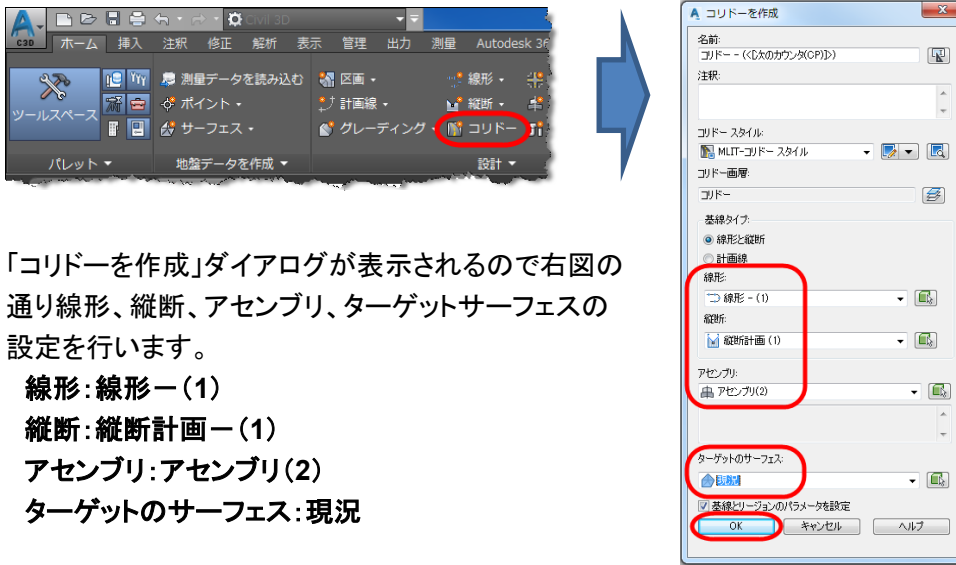 Civil 3D
C3D
ホーム 挿入 注釈 修正 解析 表示 管理 出力 測量 Autodesk 36
ツールスペース
測量データを読み込む
ポイント
サーフェス
区画
計画線
グレーディング
線形
縦断
コリドー
パレット 地盤データを作成 設計
「コリドーを作成」ダイアログが表示されるので右図の
通り線形、縦断、アセンブリ、ターゲットサーフェスの
設定を行います。
線形:線形ー(1)
縦断:縦断計画ー(1)
アセンブリ:アセンブリ(2)
ターゲットのサーフェス:現況
コリドーを作成
名前:
コリドー - (<[次のカウンタ(CP)]>)
注釈:
コリドー スタイル:
MLIT-コリドー スタイル
コリドー画層:
コリドー
基線タイプ:
線形と縦断
計画線
線形:
線形 - (1)
縦断:
縦断計画 (1)
アセンブリ:
アセンブリ(2)
ターゲットのサーフェス:
現況
基線とリージョンのパラメータを設定
OK キャンセル ヘルプ